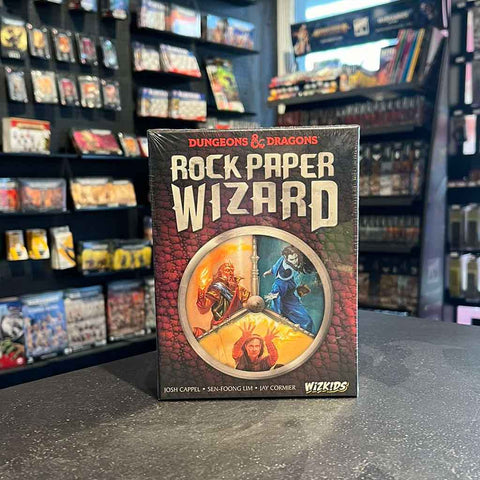 DUNGEONS & DRAGONS
ROCK PAPER
WIZARD
JOSH CAPPEL • SEN-FOONG LIM • JAY CORMIER
WIZKIDS